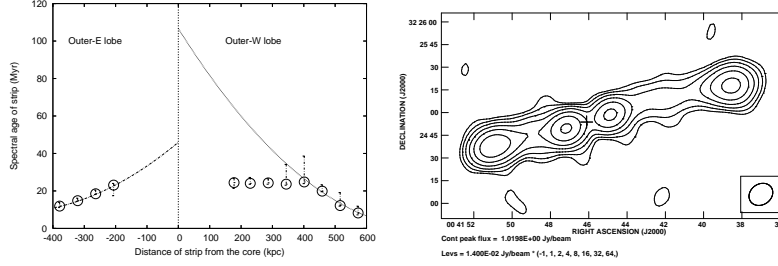 120
100
80
60
40
20
0
Spectral age of strip (Myr)
Outer-E lobe
Outer-W lobe
-400 -300 -200 -100 0 100 200 300 400 500 600
Distance of strip from the core (kpc)
32 26 00
25 45
30
15
00
24 45
30
15
00
DECLINATION (J2000)
00 41 52 50 48 46 44 42 40 38
RIGHT ASCENSION (J2000)
Cont peak flux = 1.0198E+00 Jy/beam
Levs = 1.400E-02 Jy/beam * (-1, 1, 2, 4, 8, 16, 32, 64,)